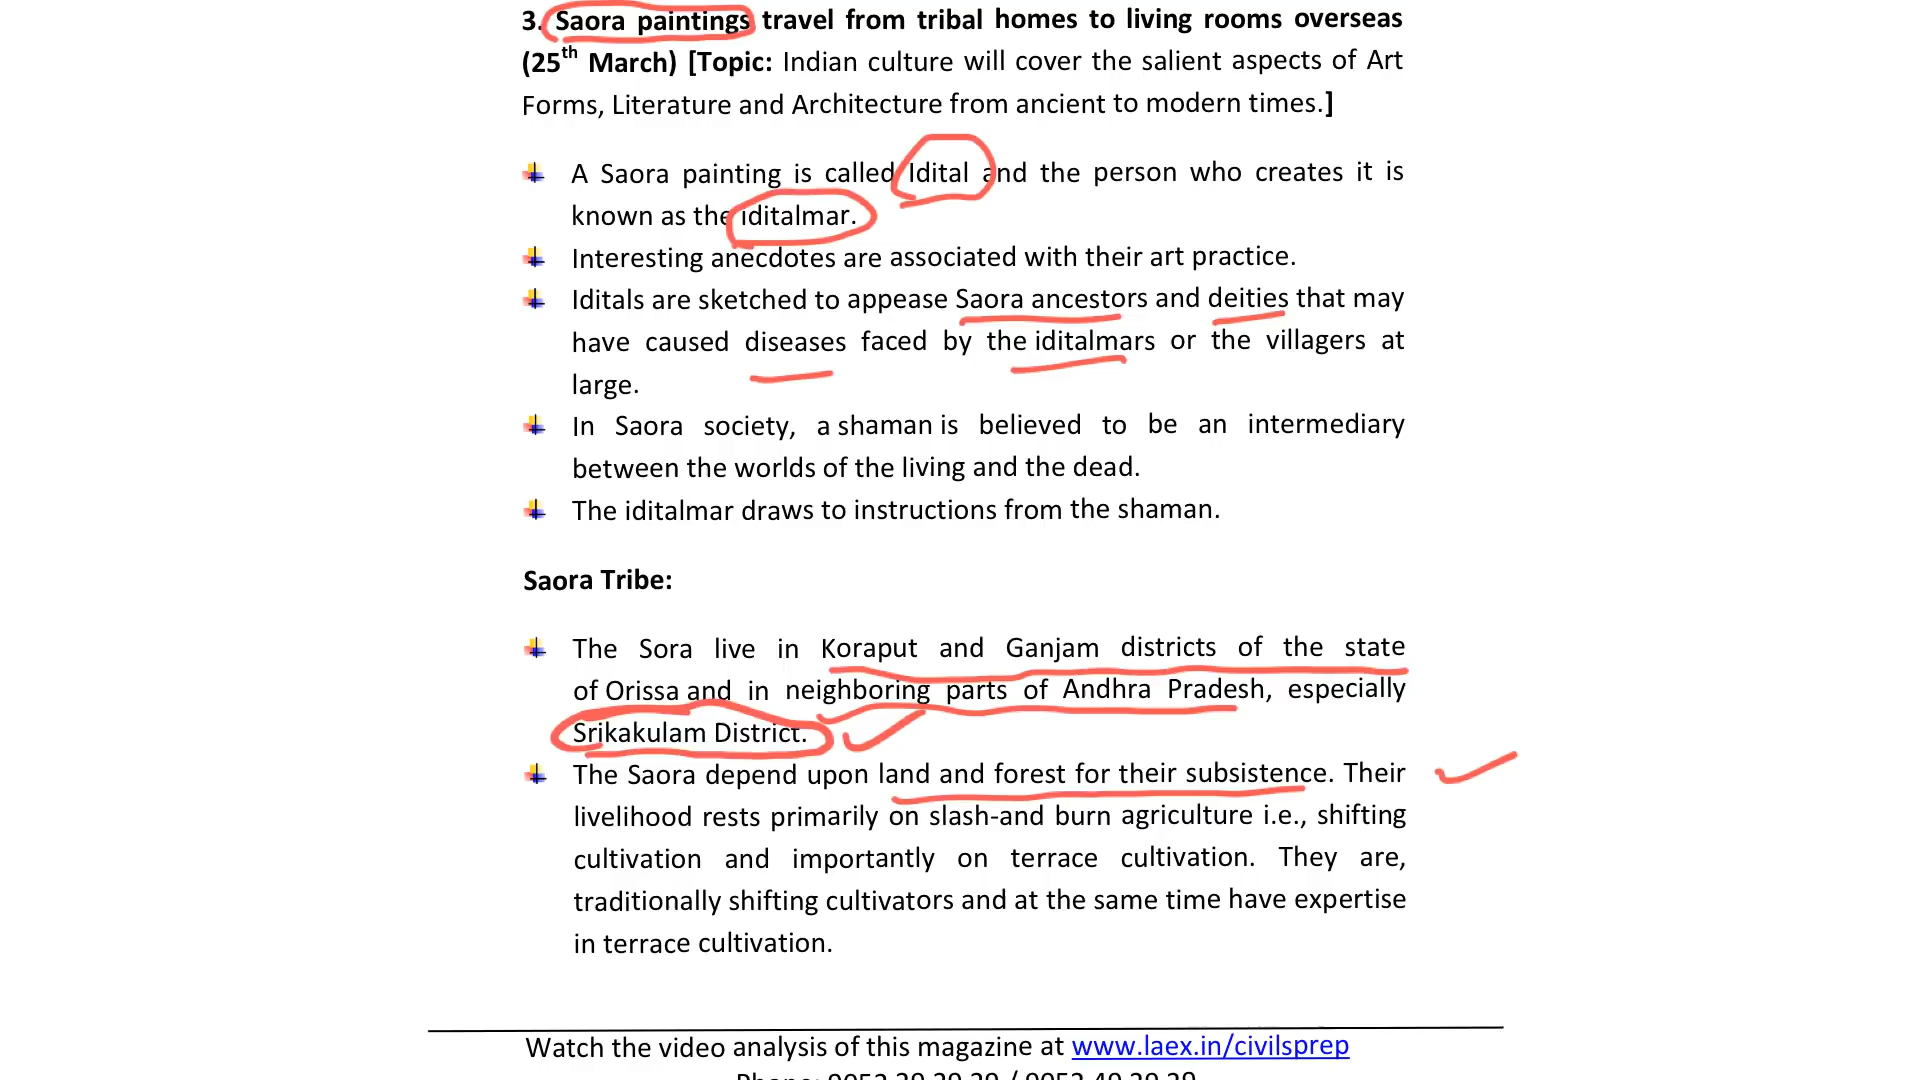 3. Saora paintings travel from tribal homes to living rooms overseas
(25th March) [Topic: Indian culture will cover the salient aspects of Art
Forms, Literature and Architecture from ancient to modern times.]
A Saora painting is called Idital and the person who creates it is
known as the iditalmar.
Interesting anecdotes are associated with their art practice.
Iditals are sketched to appease Saora ancestors and deities that may
have caused diseases faced by the iditalmars or the villagers at
large.
In Saora society, a shaman is believed to be an intermediary
between the worlds of the living and the dead.
The iditalmar draws to instructions from the shaman.
Saora Tribe:
The Sora live in Koraput and Ganjam districts of the state
of Orissa and in neighboring parts of Andhra Pradesh, especially
Srikakulam District.
The Saora depend upon land and forest for their subsistence. Their
livelihood rests primarily on slash-and burn agriculture i.e., shifting
cultivation and importantly on terrace cultivation. They are,
traditionally shifting cultivators and at the same time have expertise
in terrace cultivation.
Watch the video analysis of this magazine at www.laex.in/civilsprep
Phone: